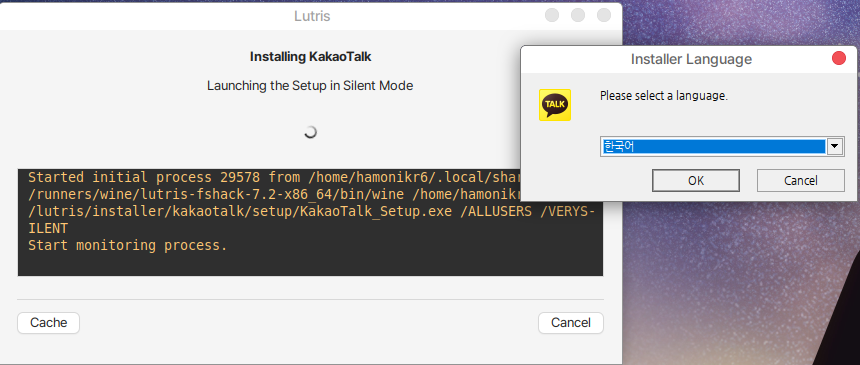 Lutris
Installing KakaoTalk
Launching the Setup in Silent Mode
Started initial process 29578 from /home/hamonikr6/.local/shar
/runners/wine/lutris-fshack-7.2-x86_64/bin/wine /home/hamonikr
/lutris/installer/kakaotalk/setup/KakaoTalk_Setup.exe /ALLUSERS /VERYS-
ILENT
Start monitoring process.
Cache
Cancel
Installer Language
TALK
Please select a language.
한국어
OK
Cancel